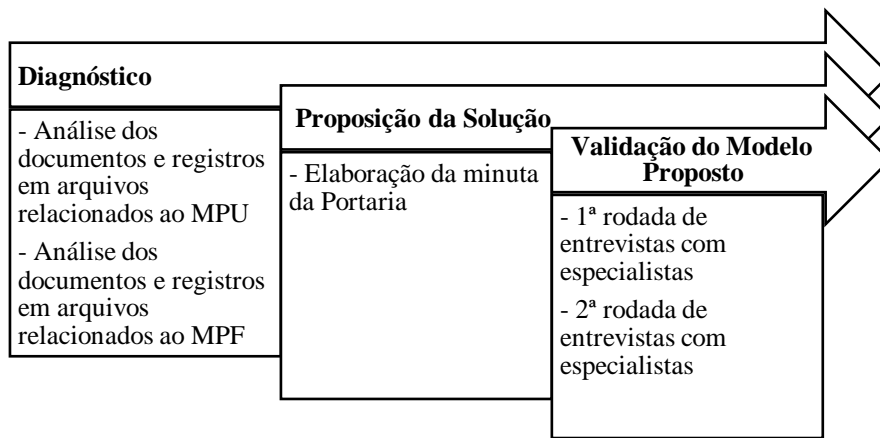 Diagnóstico
- Análise dos
documentos e registros
em arquivos
relacionados ao MPU
- Análise dos
documentos e registros
em arquivos
relacionados ao MPF
Proposição da Solução
- Elaboração da minuta
da Portaria
Validação do Modelo
Proposto
- 1ª rodada de
entrevistas com
especialistas
- 2ª rodada de
entrevistas com
especialistas